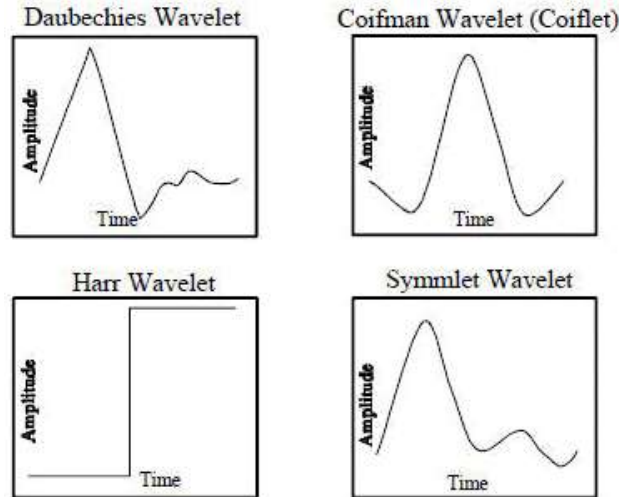 Daubechies Wavelet
Amplitude
Time
Coifman Wavelet (Coiflet)
Amplitude
Time
Harr Wavelet
Amplitude
Time
Symmlet Wavelet
Amplitude
Time